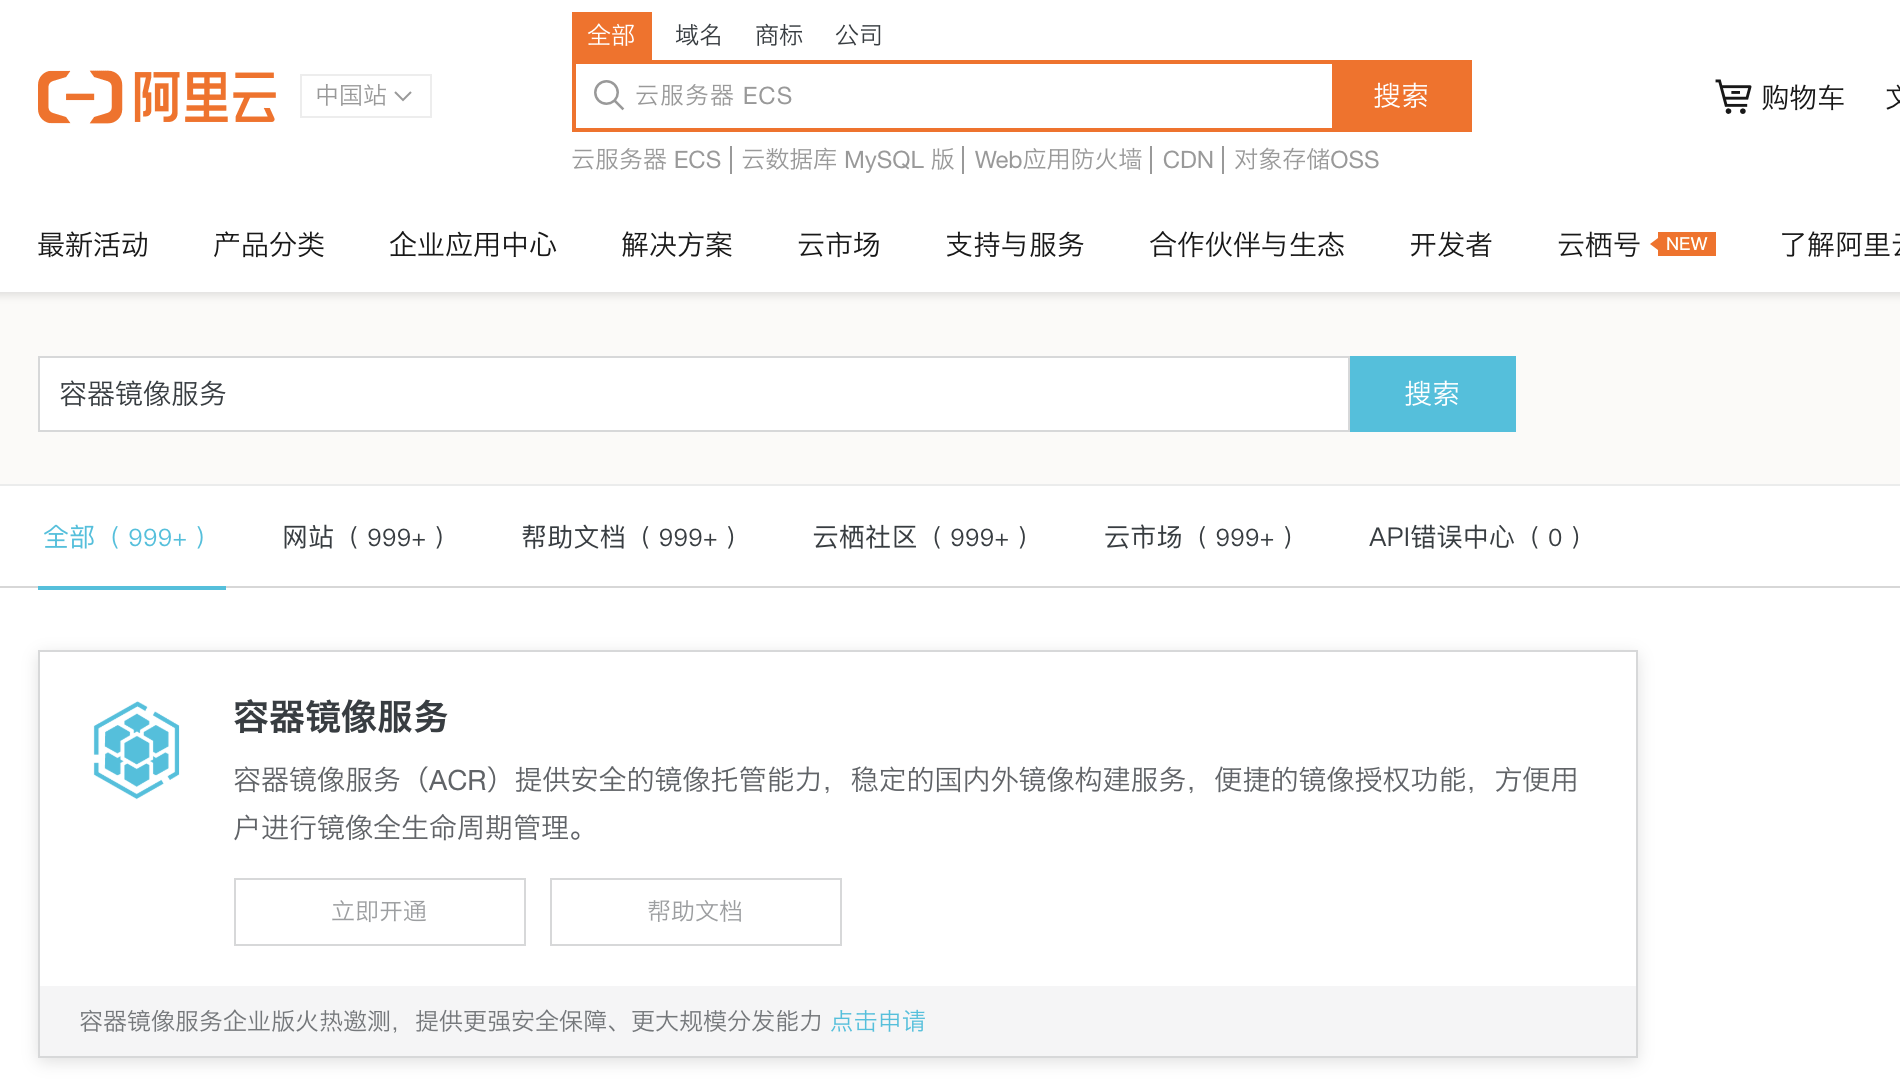 全部 域名 商标 公司
阿里云 中国站 云服务器 ECS 搜索 购物车
云服务器 ECS | 云数据库 MySQL 版 | Web应用防火墙 | CDN | 对象存储OSS
最新活动 产品分类 企业应用中心 解决方案 云市场 支持与服务 合作伙伴与生态 开发者 云栖号 NEW 了解阿里云
容器镜像服务 搜索
全部（999+） 网站（999+） 帮助文档（999+） 云栖社区（999+） 云市场（999+） API错误中心（0）
容器镜像服务
容器镜像服务（ACR）提供安全的镜像托管能力，稳定的国内外镜像构建服务，便捷的镜像授权功能，方便用
户进行镜像全生命周期管理。
立即开通 帮助文档
容器镜像服务企业版火热邀测，提供更强安全保障、更大规模分发能力 点击申请